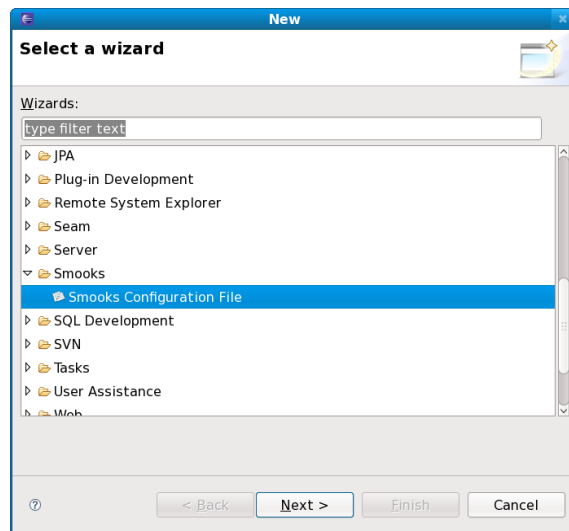 New
Select a wizard
Wizards:
type filter text
JPA
Plug-in Development
Remote System Explorer
Seam
Server
Smooks
Smooks Configuration File
SQL Development
SVN
Tasks
User Assistance
Web
< Back Next > Finish Cancel